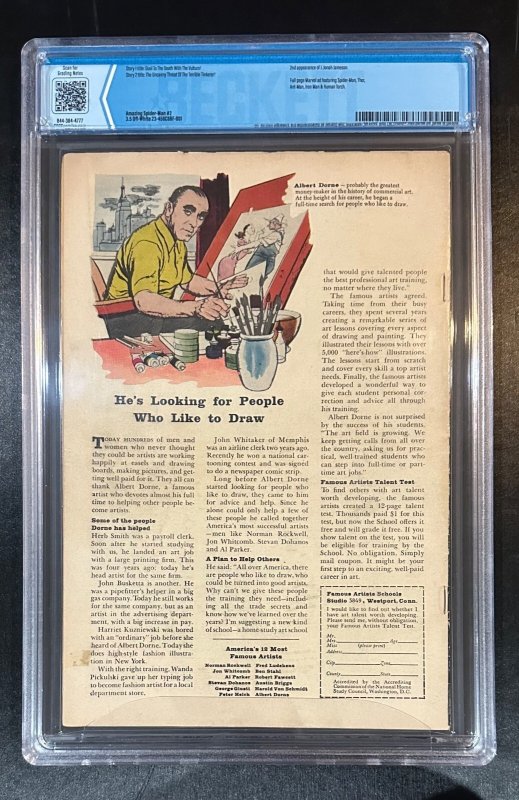 Scan for
Grading Notes
844-384-4777
Story 1 title: Duel To The Death With The Vulture!
Story 2 title: The Uncanny Threat Of The Terrible Tinkerer!
2nd appearance of J.Jonah Jameson.
Full page Marvel ad featuring Spider-Man, Thor,
Ant-Man, Iron Man & Human Torch.
Amazing Spider-Man #2
Albert Dorne – probably the greatest
money-maker in the history of commercial art.
At the height of his career, he began a
full-time search for people who like to draw.
He's Looking for People
Who Like to Draw
TODAY HUNDREDS of men and
women who never thought
they could be artists are working
happily at easels and drawing
boards, making pictures, and get-
ting well paid for it. They all can
thank Albert Dorne, a famous
artist who devotes almost his full
time to helping other people be-
come artists.
Some of the people
Dorne has helped
Herb Smith was a payroll clerk.
Soon after he started studying
with us, he landed an art job
with a large printing firm. This
was four years ago: today he's
head artist for the same firm.
John Busketta is another. He
was a pipefitter's helper in a big
gas company. Today he still works
for the same company, but as an
artist in the advertising depart-
ment, with a big increase in pay.
Harriet Kuzniewski was bored
with an "ordinary" job before she
heard of Albert Dorne. Today she
does high-style fashion illustra-
tion in New York.
With the right training, Wanda
Pickulski gave up her typing job
to become fashion artist for a local
department store.
John Whitaker of Memphis
was an airline clerk two years ago.
Recently he won a national car-
tooning contest and was signed
to do a newspaper comic strip.
Long before Albert Dorne
started looking for people who
like to draw, they came to him
for advice and help. Since he
alone could only help a few of
these people he called together
America's most successful artists
—men like Norman Rockwell,
Jon Whitcomb, Stevan Dohanos
and Al Parker.
A Plan to Help Others
He said: "All over America, there
are people who like to draw, who
could be turned into good artists.
Why can't we give these people
the training they need—includ-
ing all the trade secrets and
know how we've learned over the
years? I'm suggesting a new kind
of school—a home-study art school
America's 12 Most
Famous Artists
Norman Rockwell Fred Ludekens
Jon Whitcomb Ben Stahl
Al Parker Robert Fawcett
Stevan Dohanos Austin Briggs
George Giusti Harold Von Schmidt
Peter Helck Albert Dorne
that would give talented people
the best professional art training,
no matter where they live."
The famous artists agreed.
Taking time from their busy
careers, they spent several years
creating a remarkable series of
art lessons covering every aspect
of drawing and painting. They
illustrated their lessons with over
5,000 "here's how" illustrations.
The lessons start from scratch
and cover every skill a top artist
needs. Finally, the famous artists
developed a wonderful way to
give each student personal cor-
rection and advice all through
his training.
Albert Dorne is not surprised
by the success of his students.
"The art field is growing. We
keep getting calls from all over
the country, asking us for prac-
tical, well-trained students who
can step into full-time or part-
time art jobs."
Famous Artists Talent Test
To find others with art talent
worth developing, the famous
artists created a 12-page talent
test. Thousands paid $1 for this
test, but now the School offers it
free and will grade it free. If you
show talent on the test, you will
be eligible for training by the
School. No obligation. Simply
mail coupon. It might be your
first step to an exciting, well-paid
career in art.
Famous Artists Schools
Studio 3849, Westport, Conn.
I would like to find out whether I
have art talent worth developing.
Please send me, without obligation,
your Famous Artists Talent Test.
Mr.
Mrs. Age
Miss (please print)
Address
City Zone
County State
Accredited by the Accrediting
Commission of the National Home
Study Council, Washington, D.C.